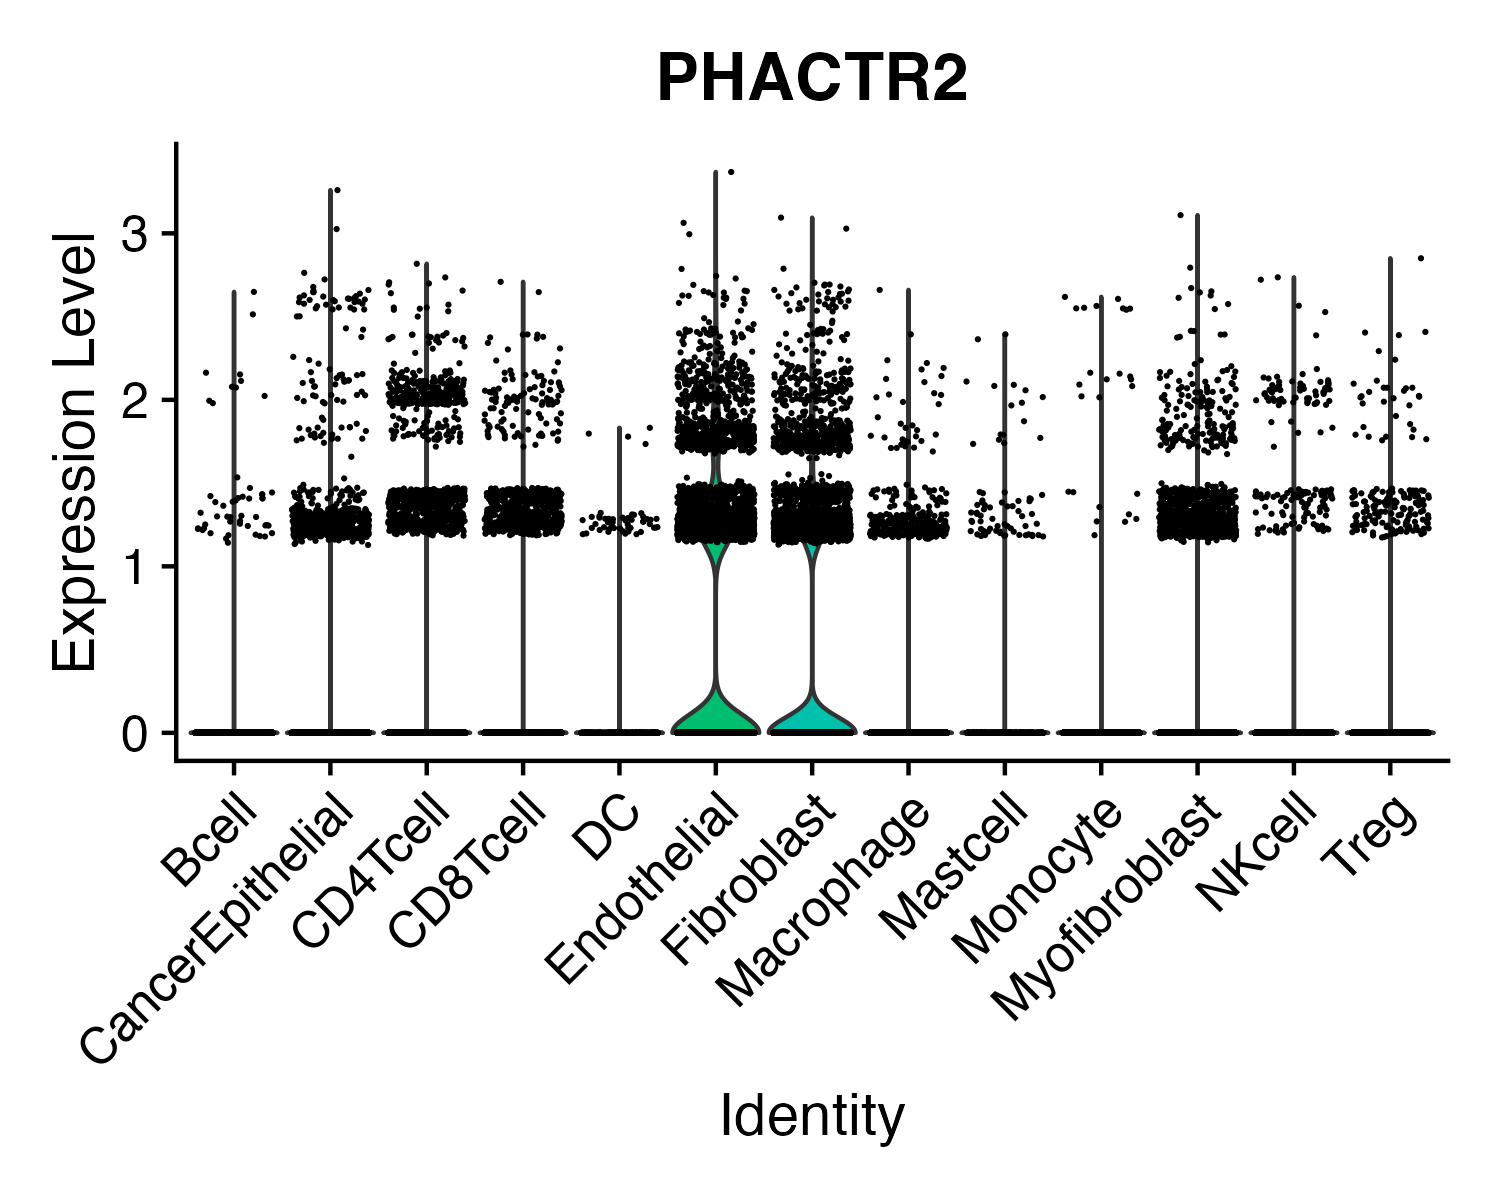 PHACTR2
Expression Level
3
2
1
0
Bcell
CancerEpithelial
CD4Tcell
CD8Tcell
DC
Endothelial
Fibroblast
Macrophage
Mastcell
Monocyte
Myofibroblast
NKcell
Treg
Identity